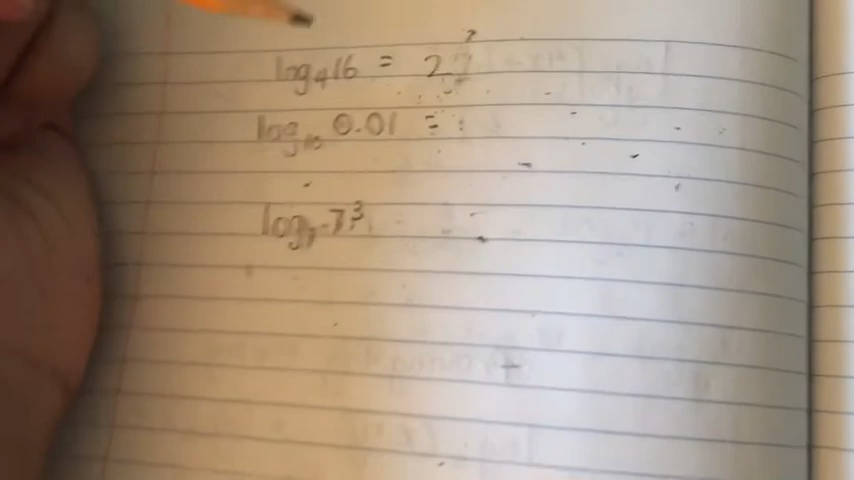 log₄16 = 2
log₁₀ 0.01 =
log₇ 7³